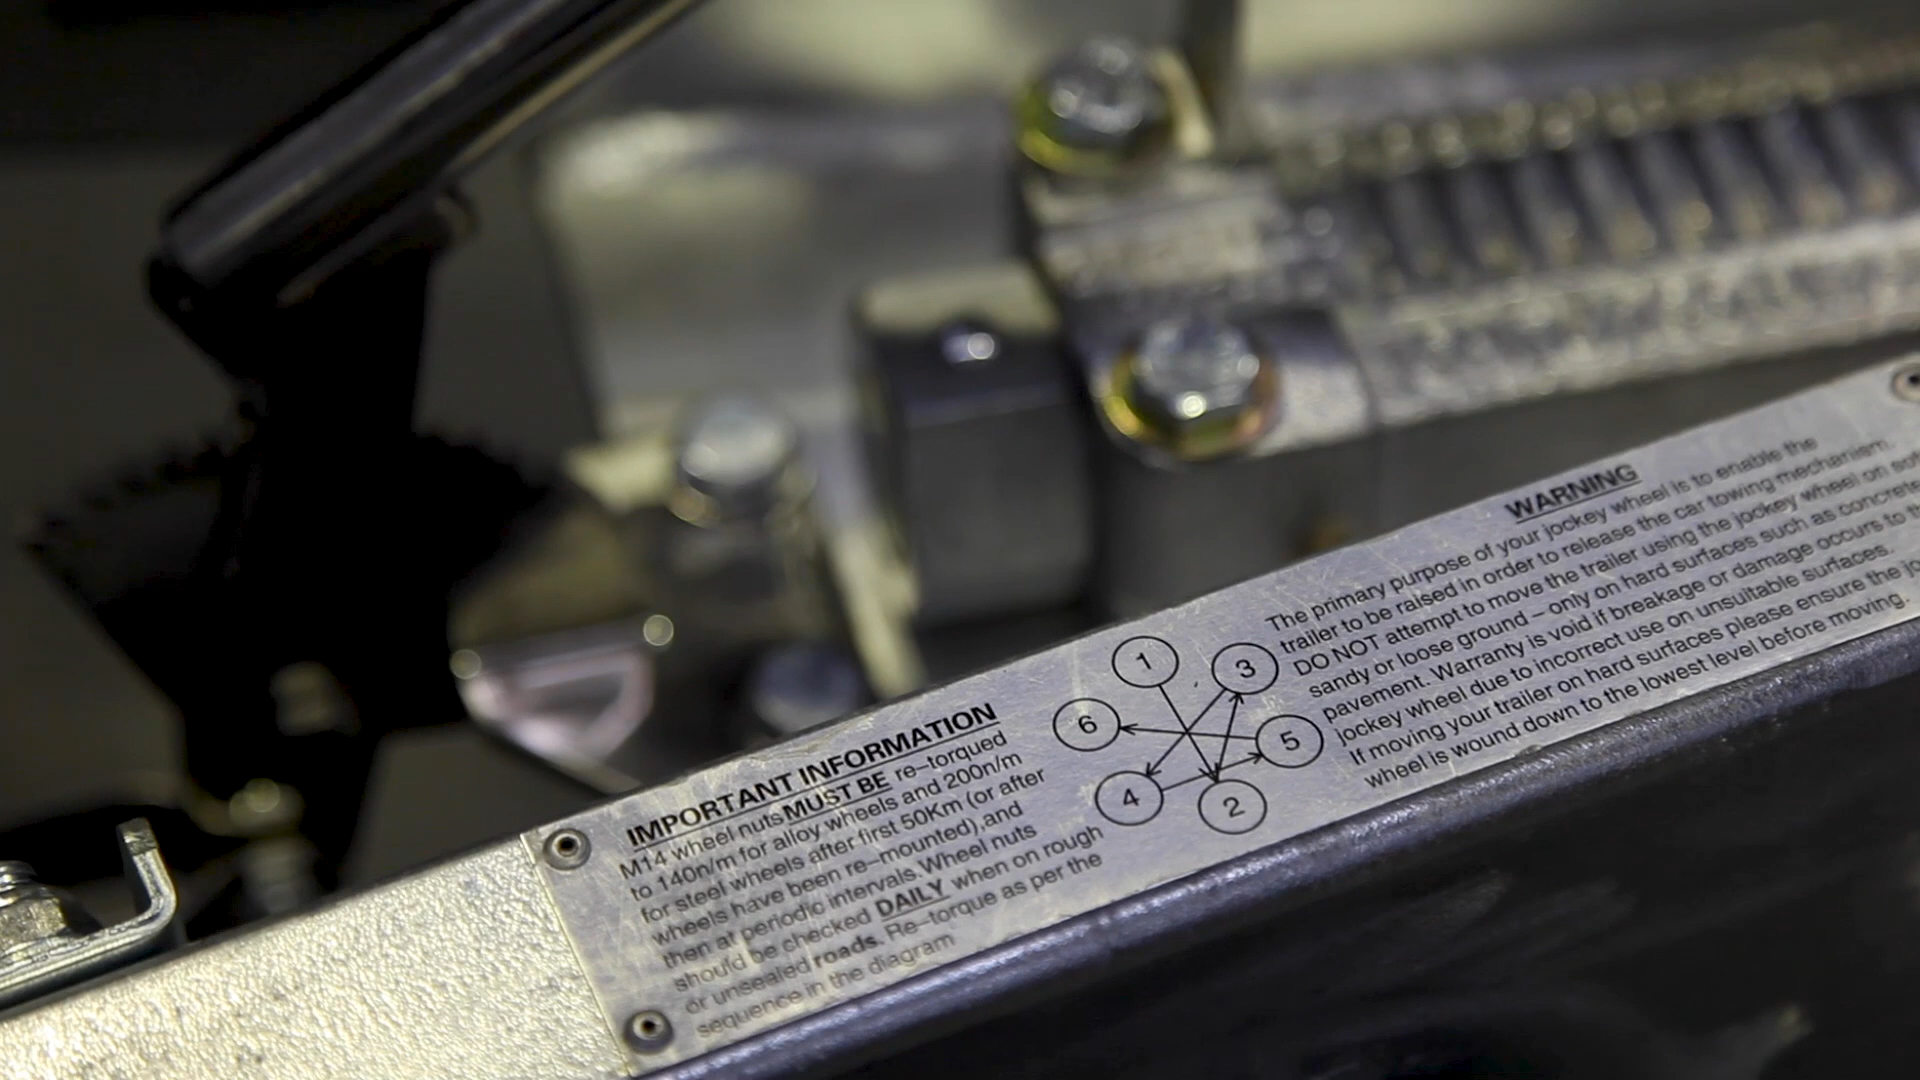 IMPORTANT INFORMATION
M14 wheel nuts MUST BE re-torqued
to 140n/m for alloy wheels and 200n/m
for steel wheels after first 50Km (or after
wheels have been re-mounted),and
then at periodic intervals. Wheel nuts
should be checked DAILY when on rough
or unsealed roads. Re-torque as per the
sequence in the diagram
1
3
6
5
4
2
WARNING
The primary purpose of your jockey wheel is to enable the
trailer to be raised in order to release the car towing mechanism.
DO NOT attempt to move the trailer using the jockey wheel on
sandy or loose ground – only on hard surfaces such as concrete
pavement. Warranty is void if breakage or damage occurs to
jockey wheel due to incorrect use on unsuitable surfaces.
If moving your trailer on hard surfaces please ensure the
wheel is wound down to the lowest level before moving.